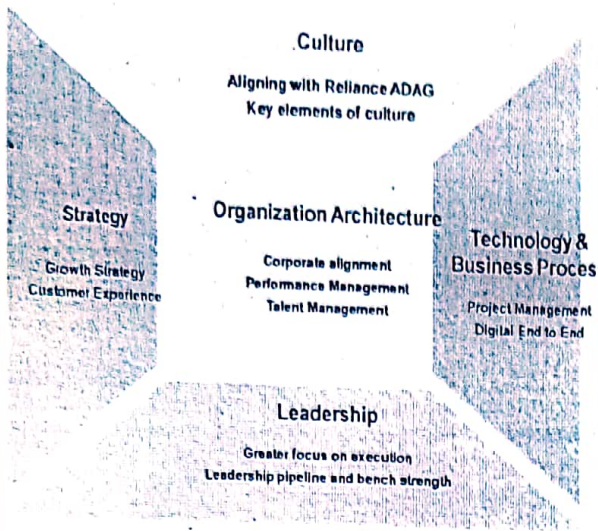 Culture
Aligning with Reliance ADAG
Key elements of culture
Strategy
Growth Strategy
Customer Experience
Organization Architecture
Corporate alignment
Performance Management
Talent Management
Technology &
Business Proces
Project Management
Digital End to End
Leadership
Greater focus on execution
Leadership pipeline and bench strength